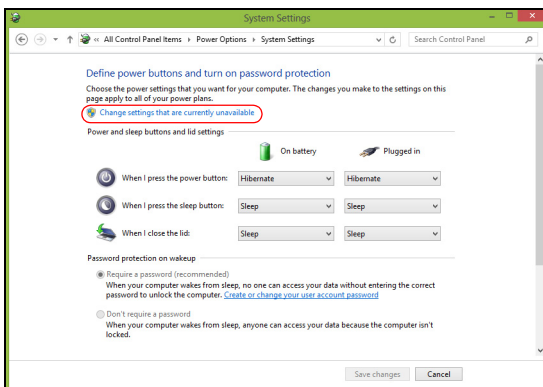 System Settings
« All Control Panel Items ▸ Power Options ▸ System Settings
Search Control Panel
Define power buttons and turn on password protection
Choose the power settings that you want for your computer. The changes you make to the settings on this
page apply to all of your power plans.
Change settings that are currently unavailable
Power and sleep buttons and lid settings
On battery Plugged in
When I press the power button: Hibernate Hibernate
When I press the sleep button: Sleep Sleep
When I close the lid: Sleep Sleep
Password protection on wakeup
Require a password (recommended)
When your computer wakes from sleep, no one can access your data without entering the correct
password to unlock the computer. Create or change your user account password
Don't require a password
When your computer wakes from sleep, anyone can access your data because the computer isn't
locked.
Save changes Cancel